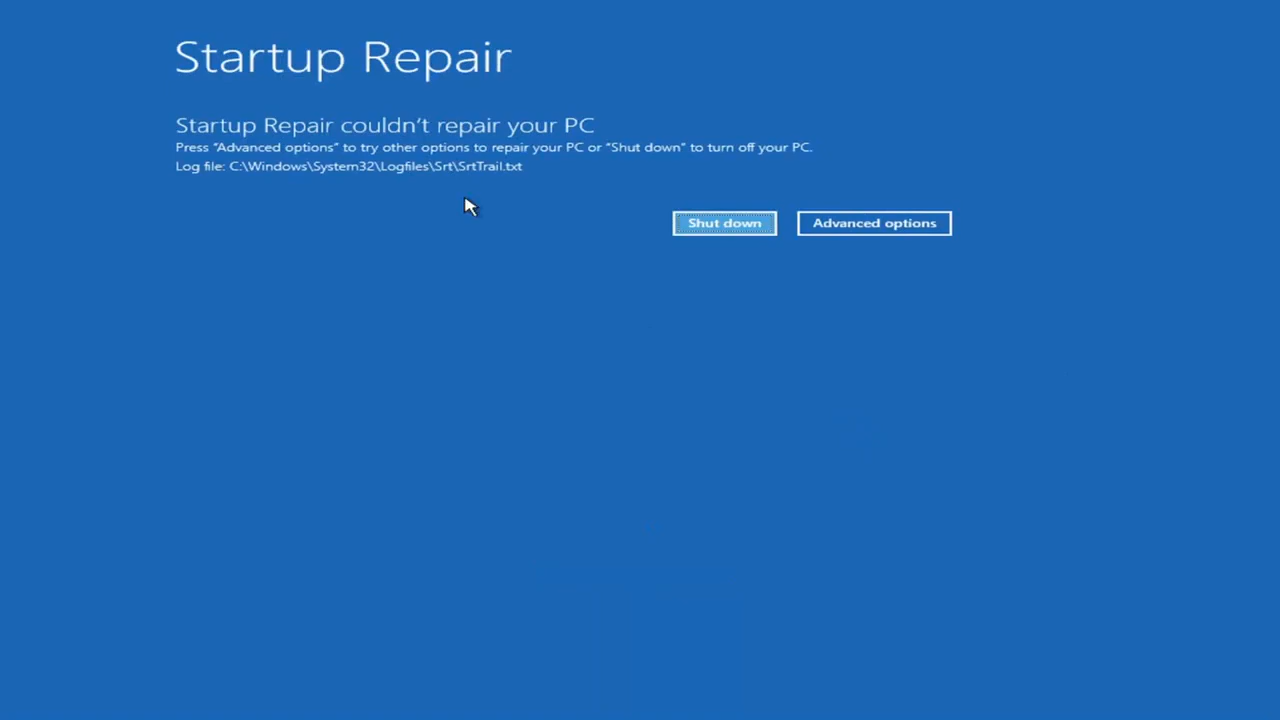 Startup Repair
Startup Repair couldn't repair your PC
Press "Advanced options" to try other options to repair your PC or "Shut down" to turn off your PC.
Log file: C:\Windows\System32\Logfiles\Srt\SrtTrail.txt
Shut down
Advanced options